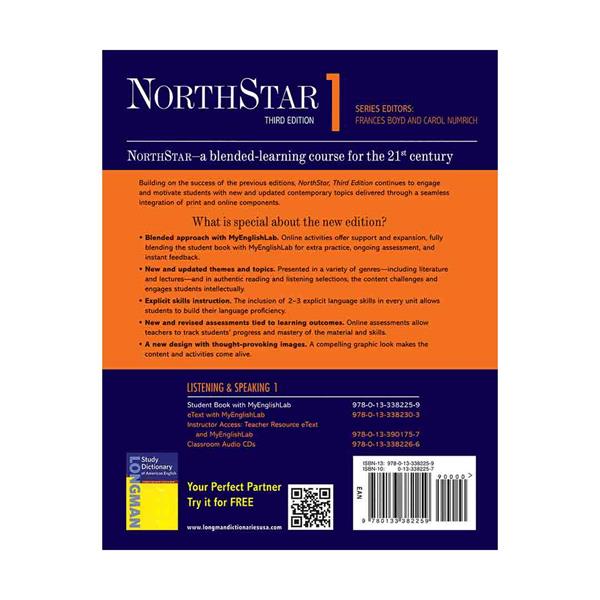 NORTHSTAR 1
THIRD EDITION
SERIES EDITORS:
FRANCES BOYD AND CAROL NUMRICH
NORTHSTAR—a blended-learning course for the 21st century
Building on the success of the previous editions, NorthStar, Third Edition continues to engage
and motivate students with new and updated contemporary topics delivered through a seamless
integration of print and online components.
What is special about the new edition?
• Blended approach with MyEnglishLab. Online activities offer support and expansion, fully
blending the student book with MyEnglishLab for extra practice, ongoing assessment, and
instant feedback.
• New and updated themes and topics. Presented in a variety of genres—including literature
and lectures—and in authentic reading and listening selections, the content challenges and
engages students intellectually.
• Explicit skills instruction. The inclusion of 2–3 explicit language skills in every unit allows
students to build their language proficiency.
• New and revised assessments tied to learning outcomes. Online assessments allow
teachers to track students' progress and mastery of the material and skills.
• A new design with thought-provoking images. A compelling graphic look makes the
content and activities come alive.
LISTENING & SPEAKING 1
Student Book with MyEnglishLab 978-0-13-338225-9
eText with MyEnglishLab 978-0-13-338230-3
Instructor Access: Teacher Resource eText
and MyEnglishLab 978-0-13-390175-7
Classroom Audio CDs 978-0-13-338226-6
LONGMAN
Study
Dictionary
of American English
Your Perfect Partner
Try it for FREE
www.longmandictionariesusa.com
ISBN-13: 978-0-13-338225-9
ISBN-10: 0-13-338225-7
90000
EAN
9 780133 382259